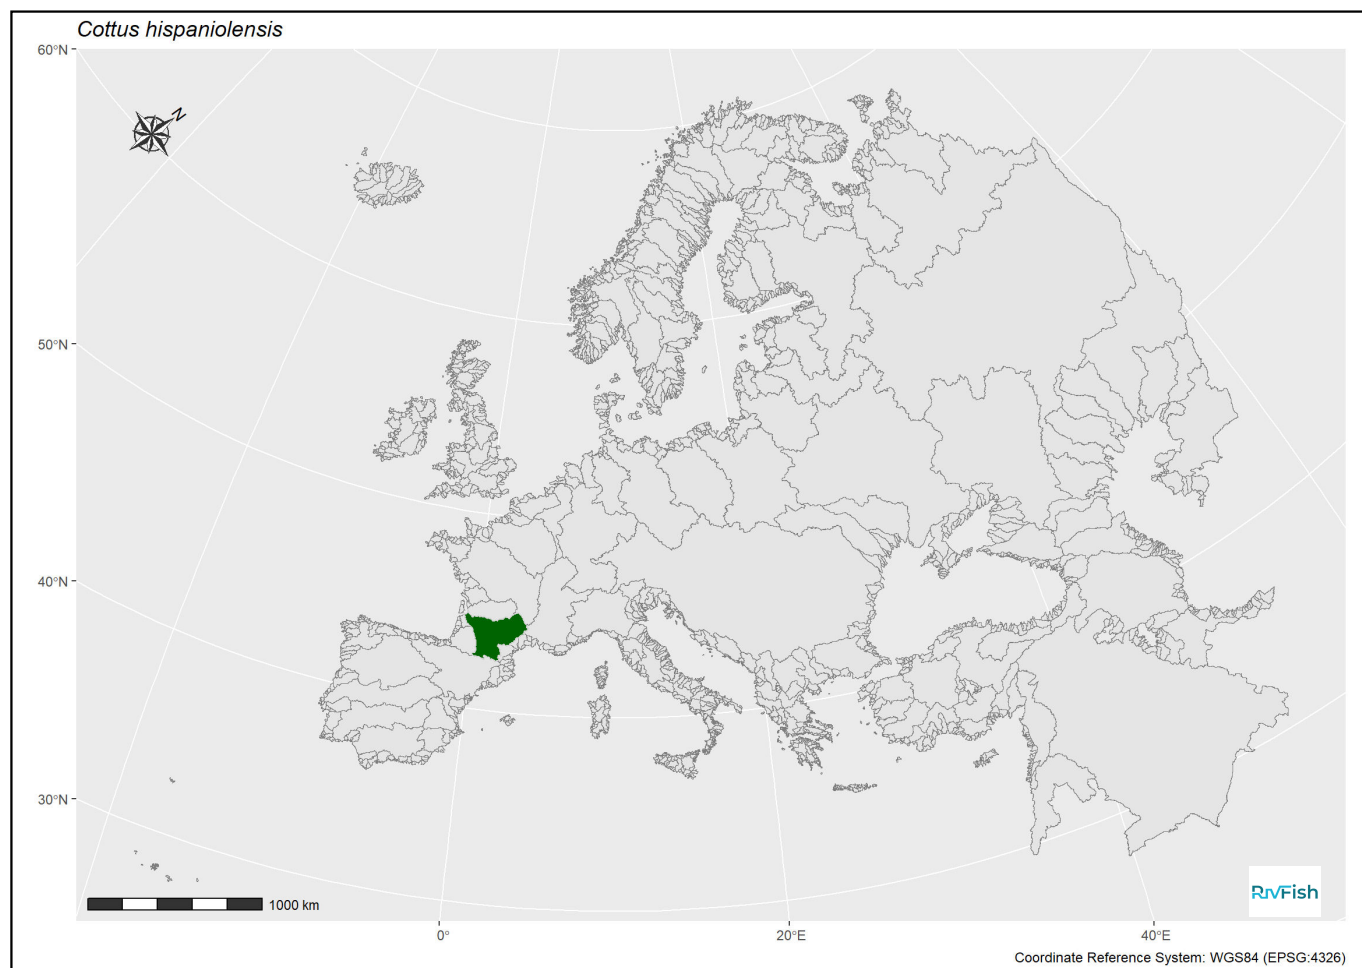 Cottus hispaniolensis
60°N
N
50°N
40°N
30°N
1000 km
RivFish
0°
20°E
40°E
Coordinate Reference System: WGS84 (EPSG:4326)